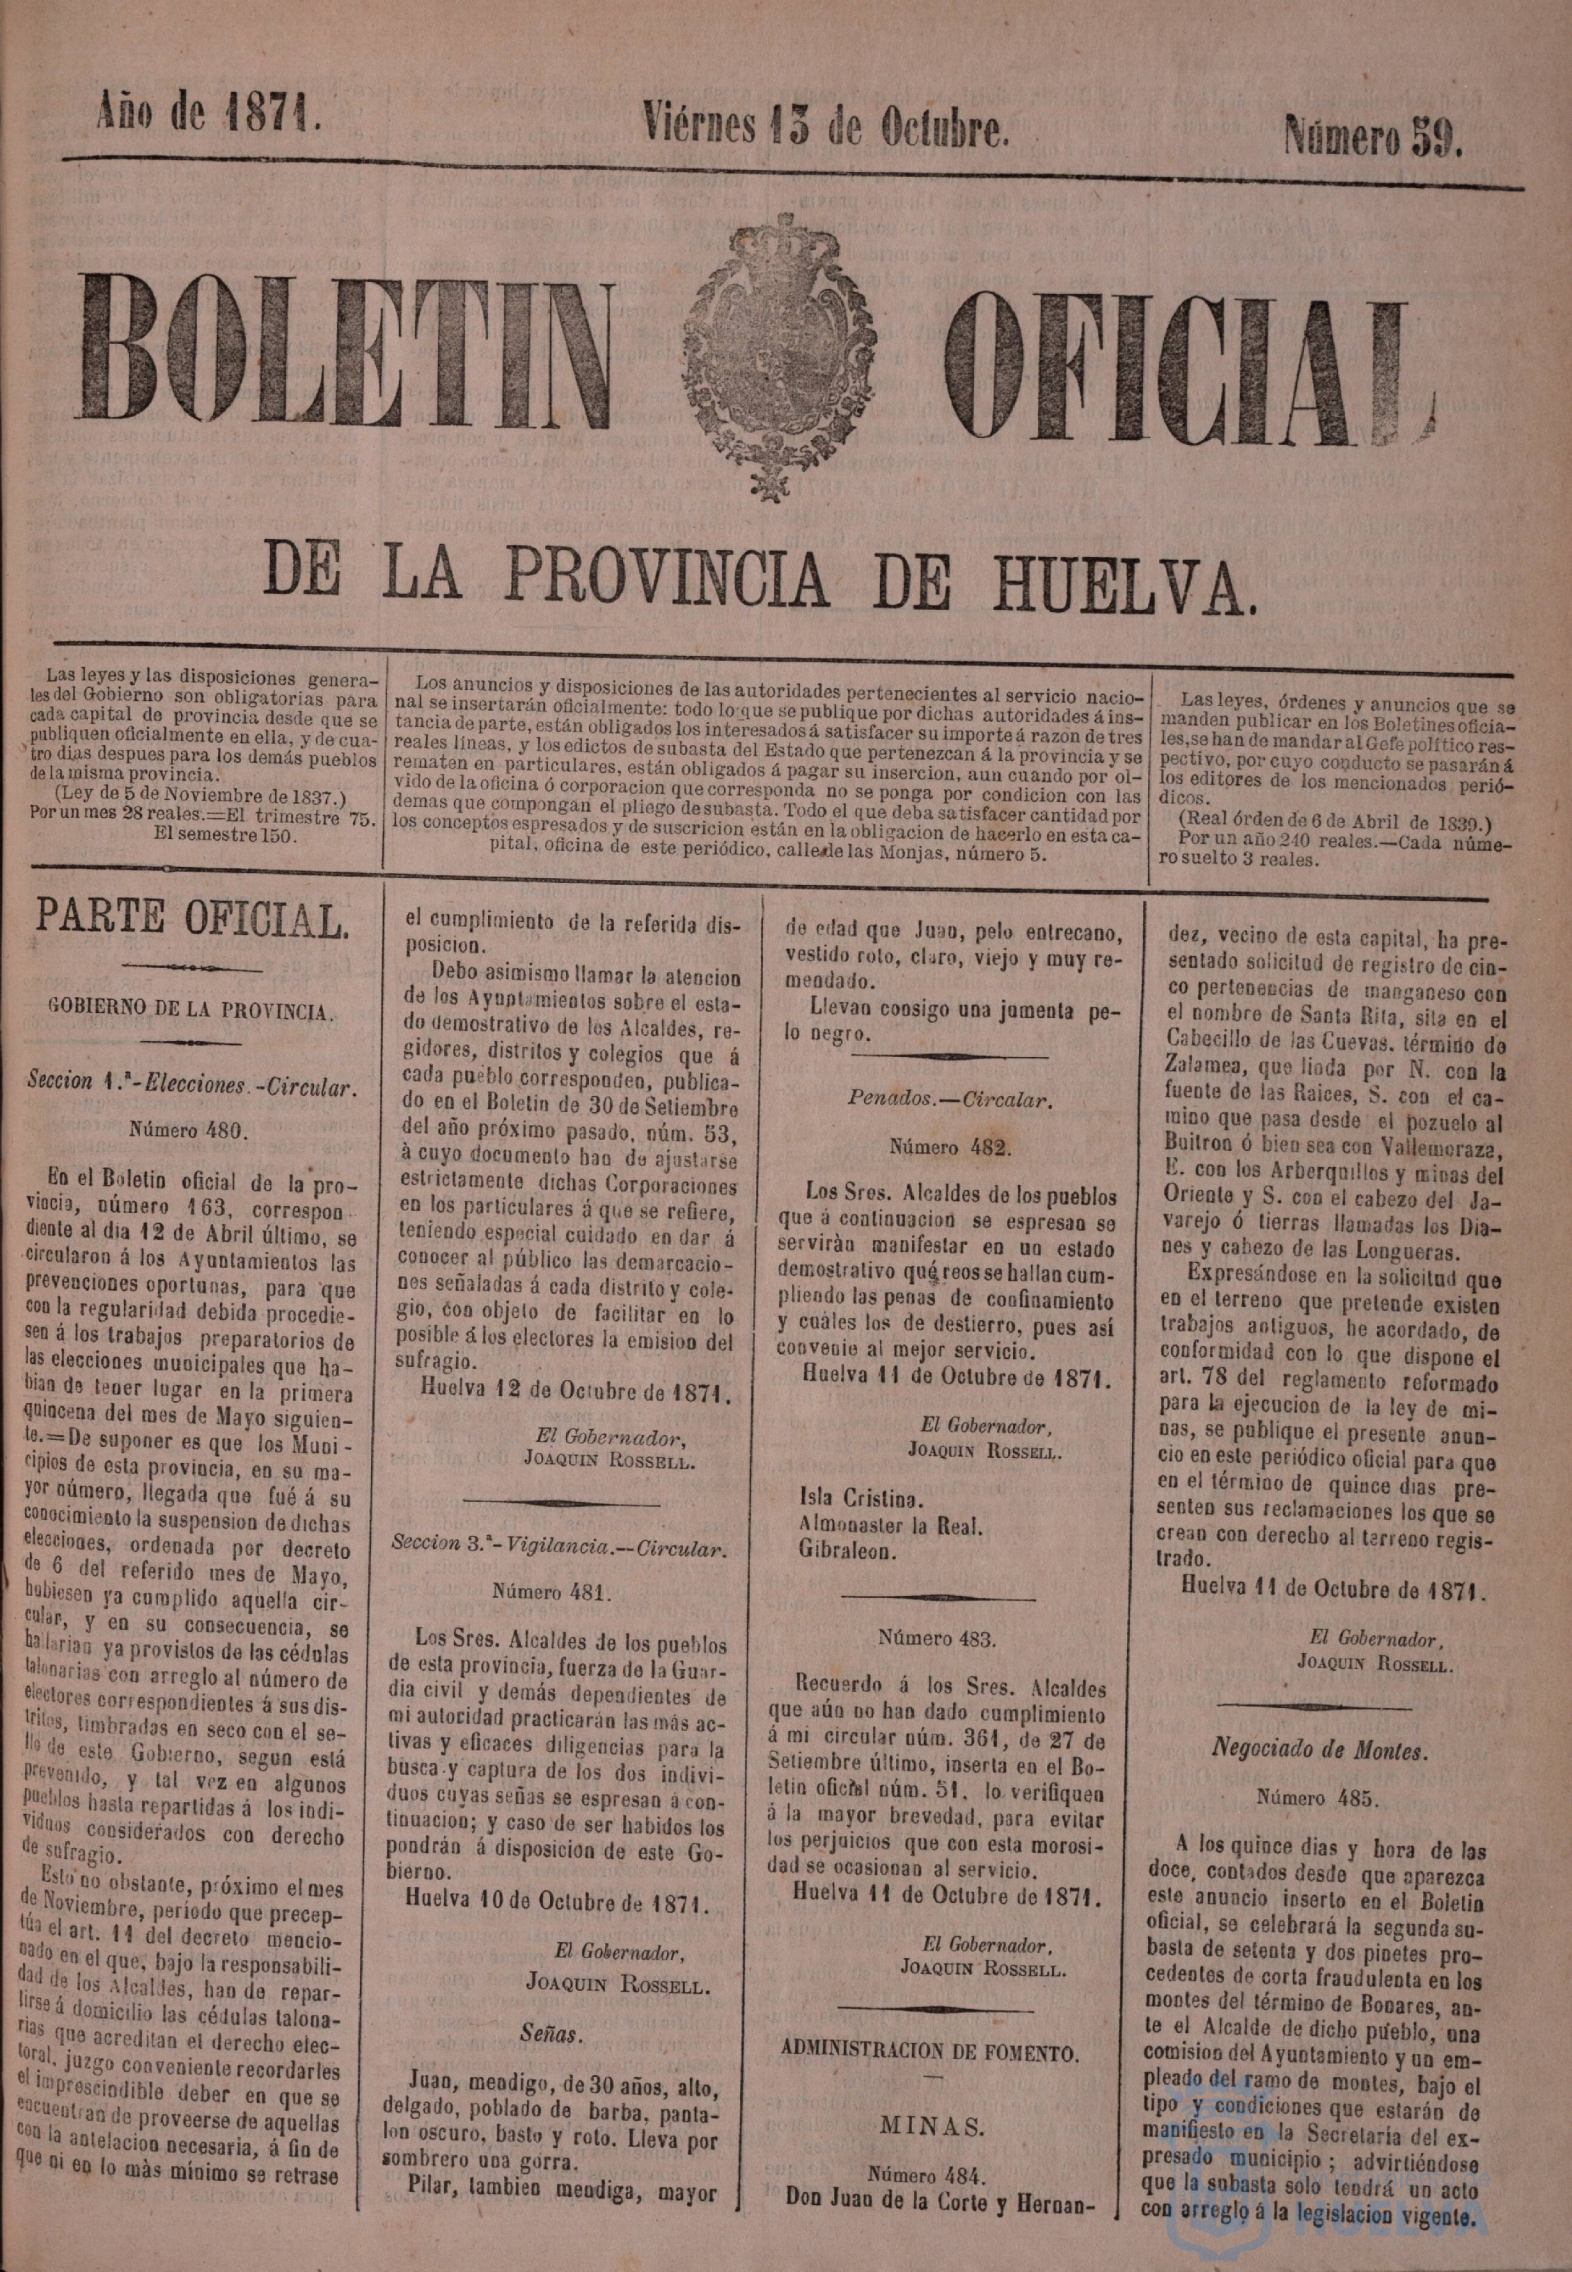 Año de 1871.
Viérnes 13 de Octubre.
Número 59.
BOLETIN OFICIAL
DE LA PROVINCIA DE HUELVA.
Las leyes y las disposiciones genera-
les del Gobierno son obligatorias para
cada capital de provincia desde que se
publiquen oficialmente en ella, y de cua-
tro dias despues para los demás pueblos
de la misma provincia.
(Ley de 5 de Noviembre de 1837.)
Por un mes 28 reales.=El trimestre 75.
El semestre 150.
Los anuncios y disposiciones de las autoridades pertenecientes al servicio nacio-
nal se insertarán oficialmente: todo lo que se publique por dichas autoridades á ins-
tancia de parte, están obligados los interesados á satisfacer su importe á razón de tres
reales líneas, y los edictos de subasta del Estado que pertenezcan á la provincia y se
rematen en particulares, están obligados á pagar su insercion, aun cuando por ol-
vido de la oficina ó corporacion que corresponda no se ponga por condicion con las
demas que compongan el pliego de subasta. Todo el que deba satisfacer cantidad por
los conceptos espresados y de suscricion están en la obligacion de hacerlo en esta ca-
pital, oficina de este periódico, calle de las Monjas, número 5.
Las leyes, órdenes y anuncios que se
manden publicar en los Boletines oficia-
les, se han de mandar al Gefe político res-
pectivo, por cuyo conducto se pasarán á
los editores de los mencionados perió-
dicos.
(Real órden de 6 de Abril de 1839.)
Por un año 240 reales.—Cada núme-
ro suelto 3 reales.
PARTE OFICIAL.
GOBIERNO DE LA PROVINCIA.
Seccion 1.ª-Elecciones.-Circular.
Número 480.
En el Boletin oficial de la pro-
vincia, número 163, correspon-
diente al dia 12 de Abril último, se
circularon á los Ayuntamientos las
prevenciones oportunas, para que
con la regularidad debida procedie-
sen á los trabajos preparatorios de
las elecciones municipales que ha-
bian de tener lugar en la primera
quincena del mes de Mayo siguien-
te.=De suponer es que los Muni-
cipios de esta provincia, en su ma-
yor número, llegada que fué á su
conocimiento la suspension de dichas
elecciones, ordenada por decreto
de 6 del referido mes de Mayo,
hubiesen ya cumplido aquella cir-
cular, y en su consecuencia, se
hallarian ya provistos de las cédulas
talonarias con arreglo al número de
electores correspondientes á sus dis-
tritos, timbradas en seco con el se-
llo de este Gobierno, segun está
prevenido, y tal vez en algunos
pueblos hasta repartidas á los indi-
viduos considerados con derecho
de sufragio.
Esto no obstante, próximo el mes
de Noviembre, periodo que precep-
túa el art. 11 del decreto mencio-
nado en el que, bajo la responsabili-
dad de los Alcaldes, han de repar-
tirse á domicilio las cédulas talona-
rias que acreditan el derecho elec-
toral, juzgo conveniente recordarles
el imprescindible deber en que se
encuentran de proveerse de aquellas
con la antelacion necesaria, á fin de
que ni en lo màs mínimo se retrase
el cumplimiento de la referida dis-
posicion.
Debo asimismo llamar la atencion
de los Ayuntamientos sobre el esta-
do demostrativo de los Alcaldes, re-
gidores, distritos y colegios que á
cada pueblo corresponden, publica-
do en el Boletin de 30 de Setiembre
del año próximo pasado, núm. 53,
à cuyo documento han de ajustarse
estrictamente dichas Corporaciones
en los particulares á que se refiere,
teniendo especial cuidado en dar á
conocer al público las demarcacio-
nes señaladas á cada distrito y cole-
gio, con objeto de facilitar en lo
posible á los electores la emision del
sufragio.
Huelva 12 de Octubre de 1871.
El Gobernador,
JOAQUIN ROSSELL.
Seccion 3.ª- Vigilancia.--Circular.
Número 481.
Los Sres. Alcaldes de los pueblos
de esta provincia, fuerza de la Guar-
dia civil y demás dependientes de
mi autoridad practicarán las más ac-
tivas y eficaces diligencias para la
busca y captura de los dos indivi-
duos cuyas señas se espresan á con-
tinuacion; y caso de ser habidos los
pondrán á disposicion de este Go-
bierno.
Huelva 10 de Octubre de 1871.
El Gobernador,
JOAQUIN ROSSELL.
Señas.
Juan, mendigo, de 30 años, alto,
delgado, poblado de barba, panta-
lon oscuro, basto y roto. Lleva por
sombrero una gorra.
Pilar, tambien mendiga, mayor
de edad que Juan, pelo entrecano,
vestido roto, claro, viejo y muy re-
mendado.
Llevan consigo una jumenta pe-
lo negro.
Penados.—Circalar.
Número 482.
Los Sres. Alcaldes de los pueblos
que á continuacion se espresan se
serviràn manifestar en un estado
demostrativo qué reos se hallan cum-
pliendo las penas de confinamiento
y cuáles los de destierro, pues así
convenie al mejor servicio.
Huelva 11 de Octubre de 1871.
El Gobernador,
JOAQUIN ROSSELL.
Isla Cristina.
Almonaster la Real.
Gibraleon.
Número 483.
Recuerdo á los Sres. Alcaldes
que aún no han dado cumplimiento
á mi circular núm. 361, de 27 de
Setiembre último, inserta en el Bo-
letin oficial núm. 51, lo verifiquen
á la mayor brevedad, para evitar
los perjuicios que con esta morosi-
dad se ocasionan al servicio.
Huelva 11 de Octubre de 1871.
El Gobernador,
JOAQUIN ROSSELL.
ADMINISTRACION DE FOMENTO.
MINAS.
Número 484.
Don Juan de la Corte y Hernan-
dez, vecino de esta capital, ha pre-
sentado solicitud de registro de cin-
co pertenencias de manganeso con
el nombre de Santa Rita, sita en el
Cabecillo de las Cuevas, término de
Zalamea, que linda por N. con la
fuente de las Raices, S. con el ca-
mino que pasa desde el pozuelo al
Buitron ó bien sea con Vallemoraza,
E. con los Arberquillos y minas del
Oriente y S. con el cabezo del Ja-
varejo ó tierras llamadas los Dia-
nes y cabezo de las Longueras.
Expresándose en la solicitud que
en el terreno que pretende existen
trabajos antiguos, he acordado, de
conformidad con lo que dispone el
art. 78 del reglamento reformado
para la ejecucion de la ley de mi-
nas, se publique el presente anun-
cio en este periódico oficial para que
en el término de quince dias pre-
senten sus reclamaciones los que se
crean con derecho al terreno regis-
trado.
Huelva 11 de Octubre de 1871.
El Gobernador,
JOAQUIN ROSSELL.
Negociado de Montes.
Número 485.
A los quince dias y hora de las
doce, contados desde que aparezca
este anuncio inserto en el Boletin
oficial, se celebrará la segunda su-
basta de setenta y dos pinetes pro-
cedentes de corta fraudulenta en los
montes del término de Bonares, an-
te el Alcalde de dicho pueblo, una
comision del Ayuntamiento y un em-
pleado del ramo de montes, bajo el
tipo y condiciones que estarán de
manifiesto en la Secretaría del ex-
presado municipio; advirtiéndose
que la subasta solo tendrá un acto
con arreglo á la legislacion vigente.
HUELVA